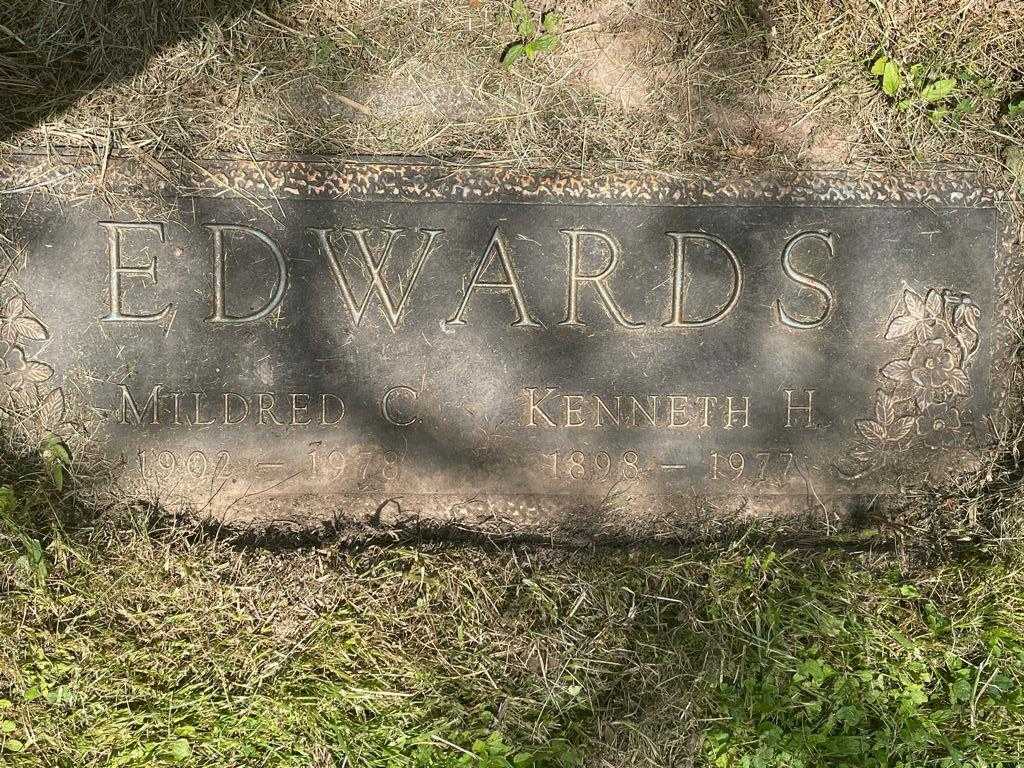 EDWARDS
MILDRED C. KENNETH H.
1902 – 1978 1898 – 1977